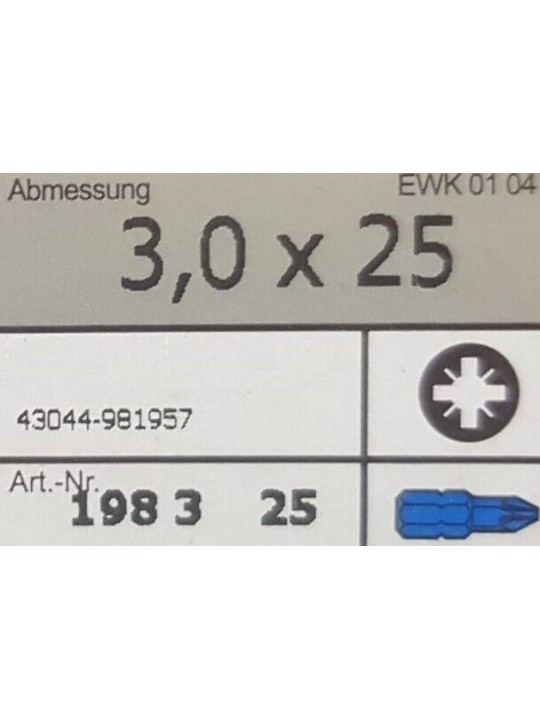 Abmessung EWK 01 04
3,0 x 25
43044-981957
Art.-Nr.
198 3 25